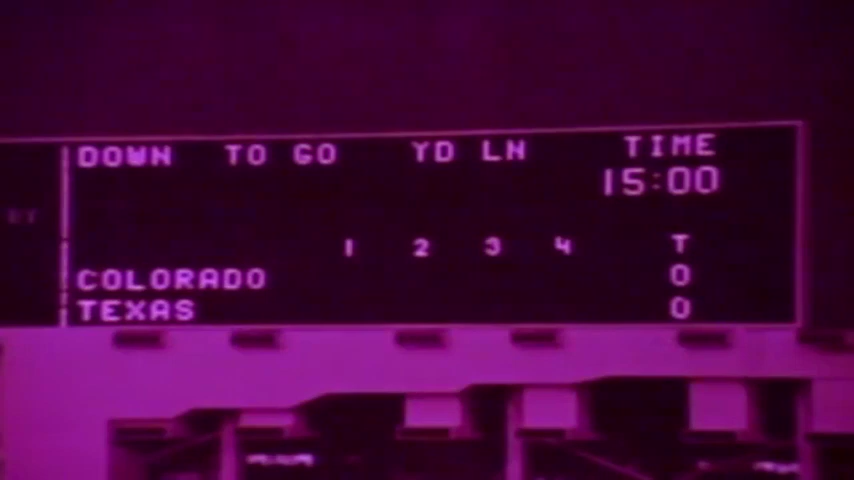 DOWN TO GO YD LN TIME
15:00
1 2 3 4 T
COLORADO 0
TEXAS 0